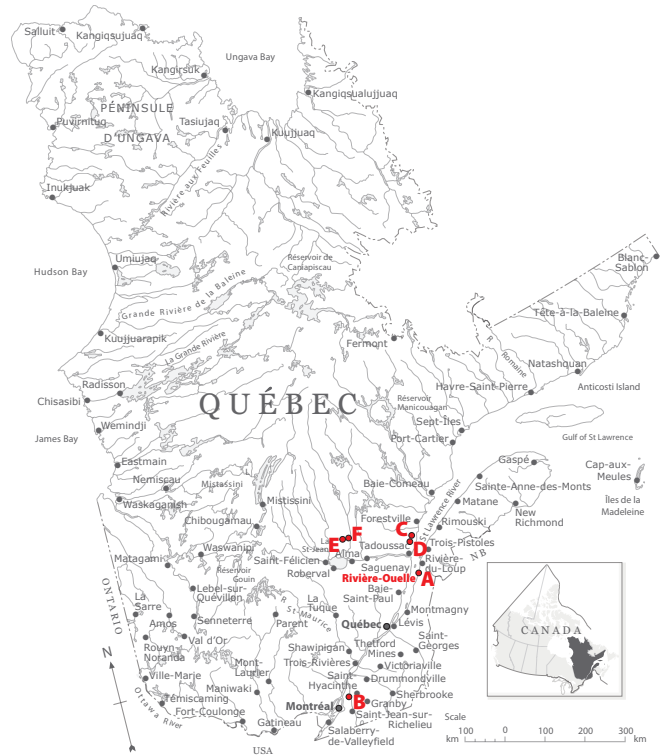 Salluit
Kangiqsujuaq
Ungava Bay
Kangirsuk
Kangiqsualujjuaq
PÉNINSULE
D'UNGAVA
Puvirnituq
Tasiujaq
Kuujjuaq
Rivière aux Feuilles
Inukjuak
Umiujaq
Hudson Bay
Réservoir de
Caniapiscau
Grande Rivière de la Baleine
Blanc-
Sablon
Tête-à-la-Baleine
Kuujjuarapik
La Grande Rivière
Fermont
R. Romaine
Natashquan
Radisson
Chisasibi
QUÉBEC
Réservoir
Manicouagan
Havre-Saint-Pierre
Anticosti Island
Wemindji
Sept-Iles
James Bay
Port-Cartier
Gulf of St Lawrence
Eastmain
Gaspé
Nemiscau
Mistassini
Baie-Comeau
Sainte-Anne-des-Monts
Cap-aux-
Meules
Waskaganish
Mistissini
St Lawrence River
Matane
New
Richmond
Îles de la
Madeleine
Chibougamau
Forestville
Rimouski
C
F
E
La
St-Jean
Alma
Tadoussac
D
Trois-Pistoles
NB
Waswanipi
Matagami
Saint-Félicien
Saguenay
Rivière-
du-Loup
Réservoir
Gouin
Roberval
Rivière-Ouelle
A
Lebel-sur-
Quévillon
Baie-
Saint-Paul
ONTARIO
La
Sarre
R St-Maurice
La
Tuque
Montmagny
Amos
Senneterre
Parent
Québec
Lévis
CANADA
Val d'Or
Rouyn
Noranda
Shawinigan
Thetford
Mines
Saint-
Georges
N
Mont-
Laurier
Trois-Rivières
Victoriaville
Ville-Marie
Saint-
Hyacinthe
Drummondville
Maniwaki
Témiscaming
B
Sherbrooke
Granby
Ottawa River
Fort-Coulonge
Montréal
Saint-Jean-sur-
Richelieu
Gatineau
Salaberry-
de-Valleyfield
USA
Scale
km 100 0 100 200 300 km